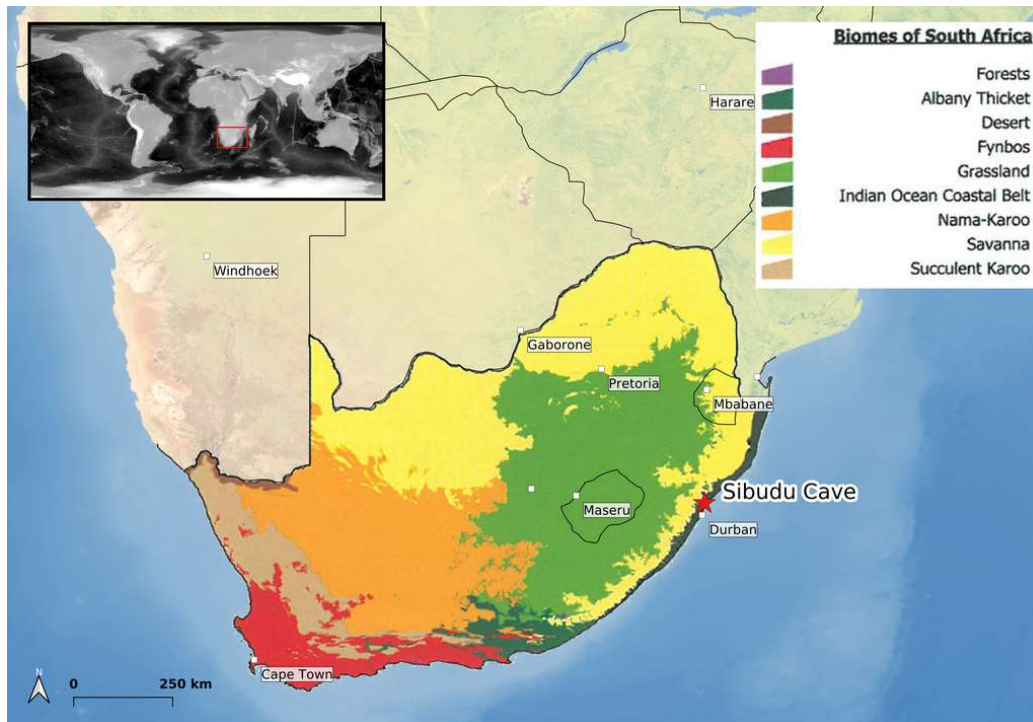 Biomes of South Africa
Forests
Albany Thicket
Desert
Fynbos
Grassland
Indian Ocean Coastal Belt
Nama-Karoo
Savanna
Succulent Karoo
Harare
Windhoek
Gaborone
Pretoria
Mbabane
Sibudu Cave
Maseru
Durban
Cape Town
N
250 km